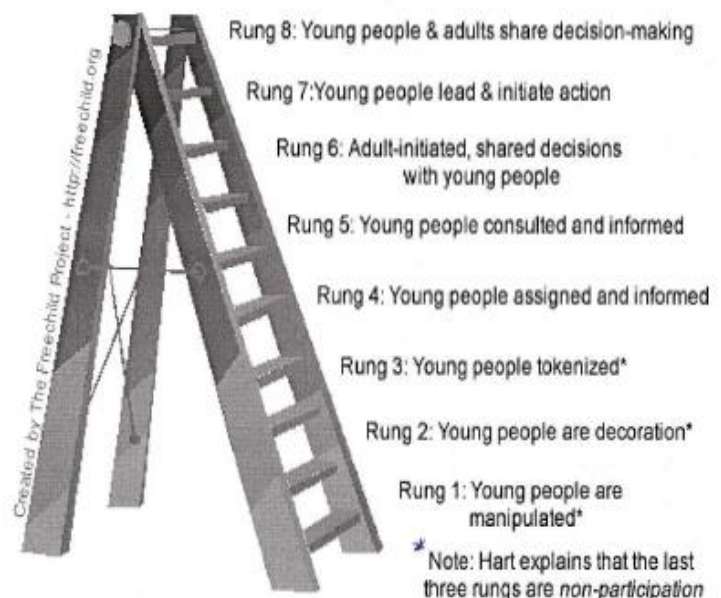 Rung 8: Young people & adults share decision-making
Rung 7:Young people lead & initiate action
Rung 6: Adult-initiated, shared decisions
with young people
Rung 5: Young people consulted and informed
Rung 4: Young people assigned and informed
Rung 3: Young people tokenized*
Rung 2: Young people are decoration*
Rung 1: Young people are
manipulated*
* Note: Hart explains that the last
three rungs are non-participation
Created by The Freechild Project - http://freechild.org